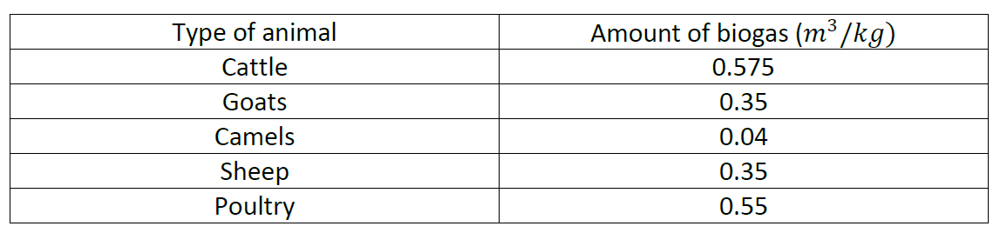 Type of animal Amount of biogas (m³/kg)
Cattle 0.575
Goats 0.35
Camels 0.04
Sheep 0.35
Poultry 0.55